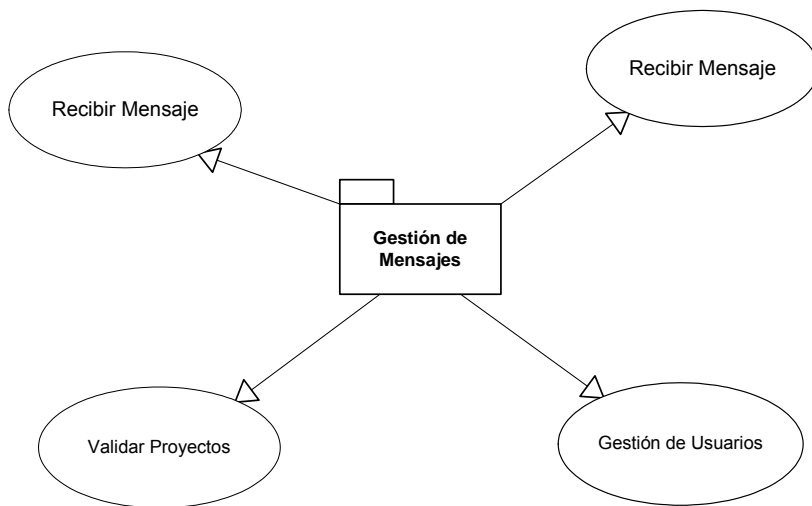 Recibir Mensaje
Recibir Mensaje
Gestión de
Mensajes
Validar Proyectos
Gestión de Usuarios